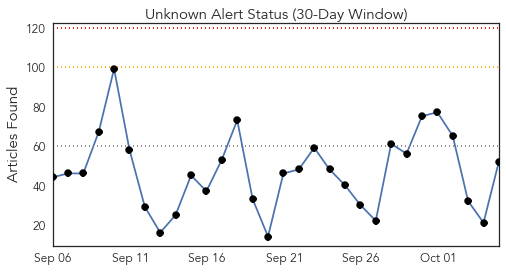 Unknown Alert Status (30-Day Window)
Articles Found
120
100
80
60
40
20
Sep 06 Sep 11 Sep 16 Sep 21 Sep 26 Oct 01